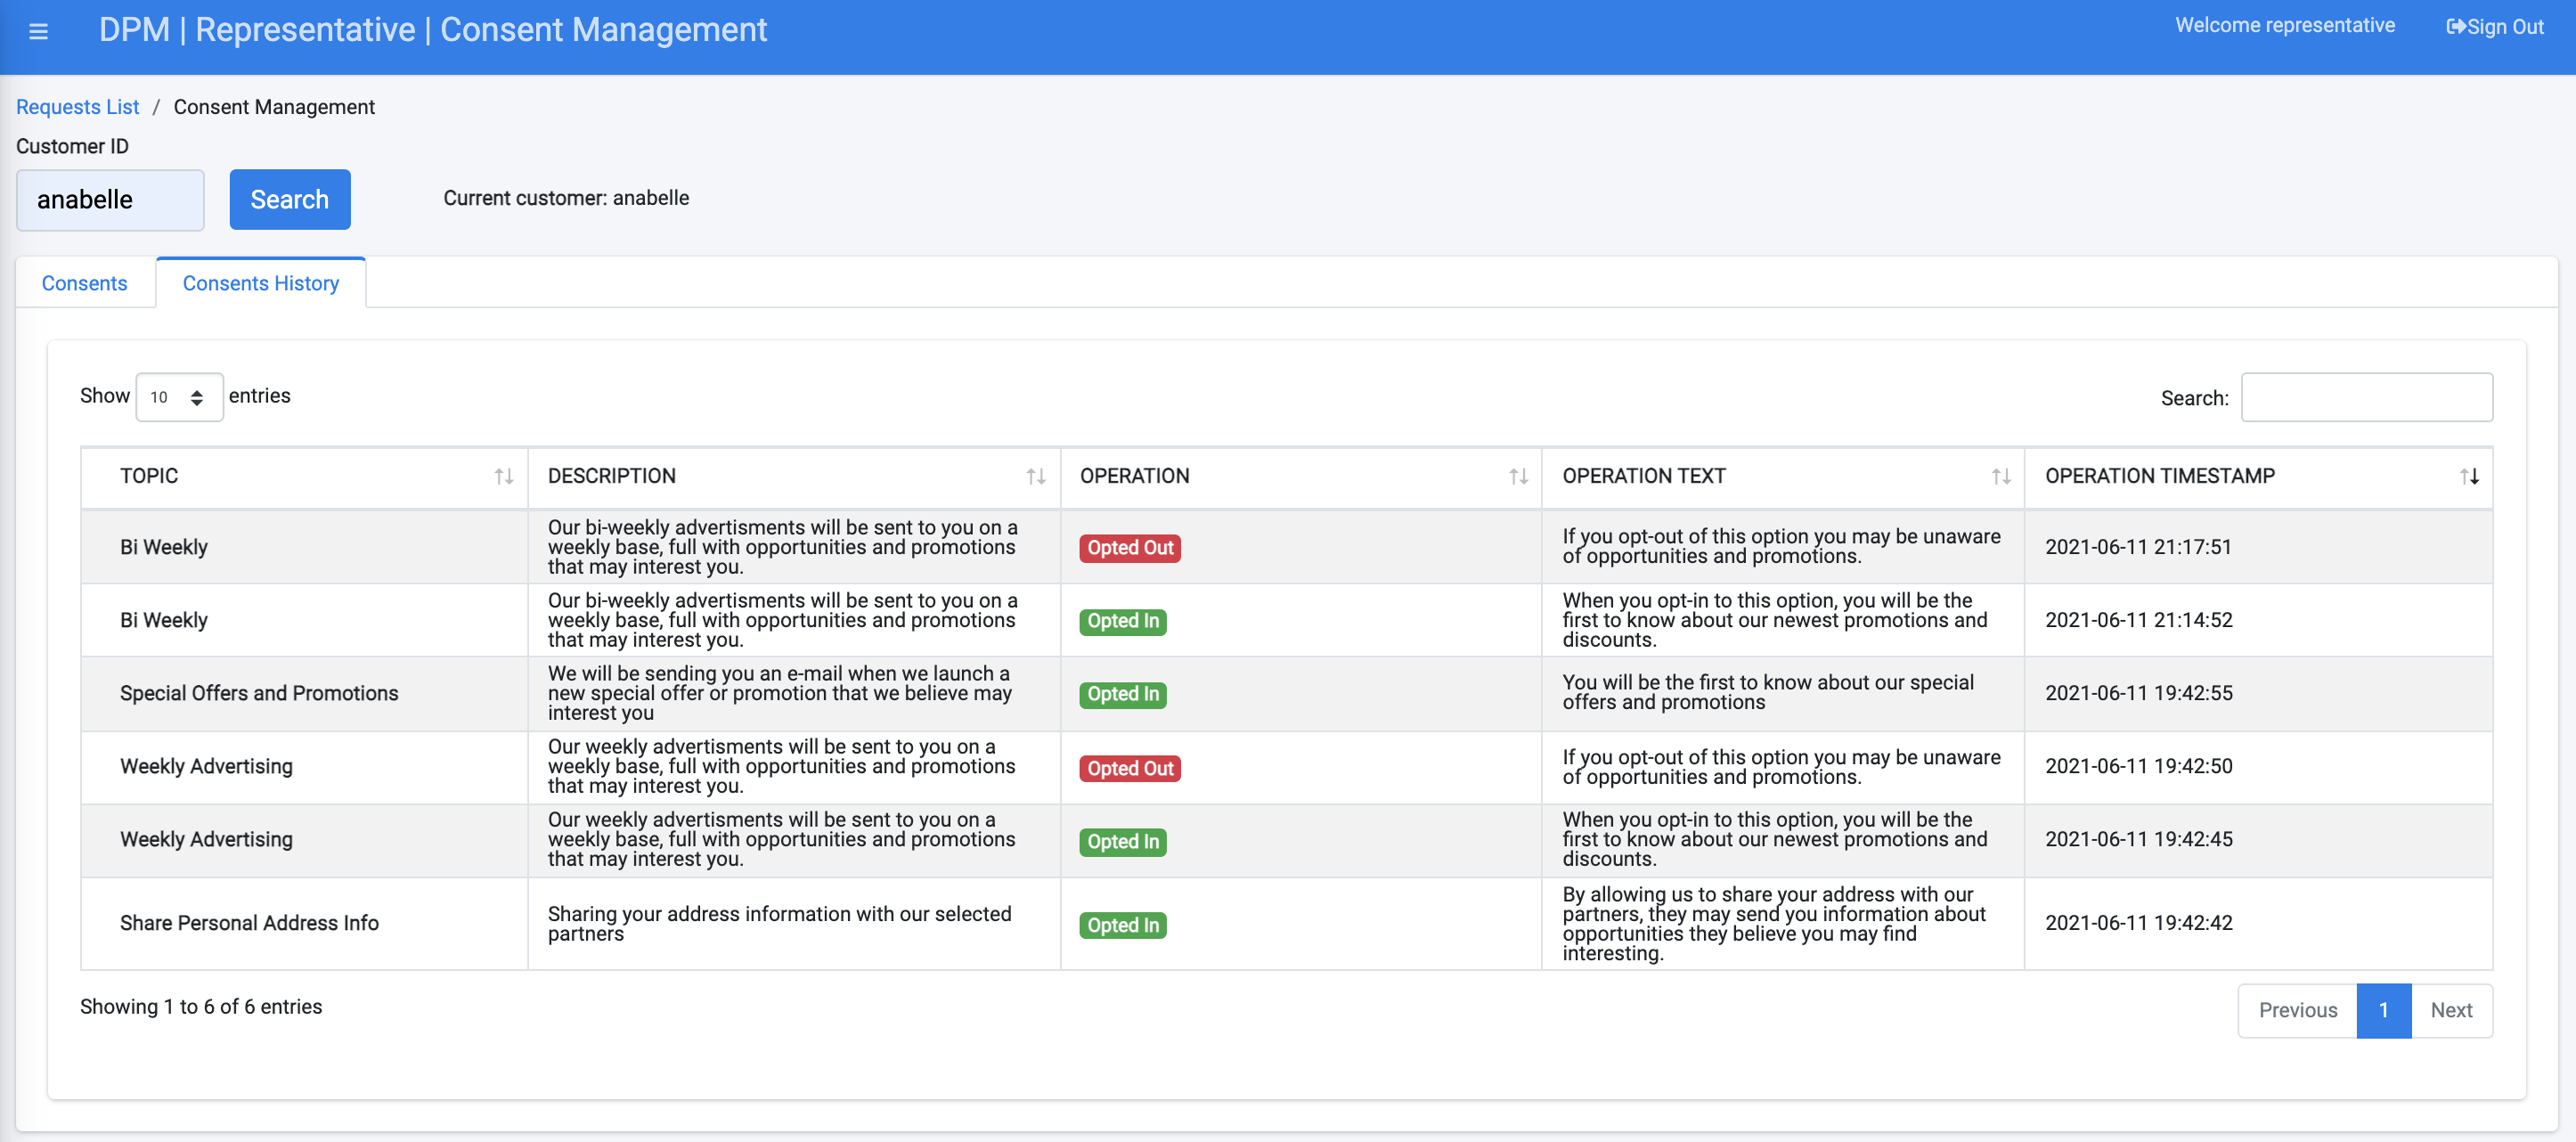 DPM | Representative | Consent Management
Welcome representative
Sign Out
Requests List / Consent Management
Customer ID
anabelle
Search
Current customer: anabelle
Consents
Consents History
Show 10 entries
Search:
TOPIC
DESCRIPTION
OPERATION
OPERATION TEXT
OPERATION TIMESTAMP
Bi Weekly
Our bi-weekly advertisments will be sent to you on a
weekly base, full with opportunities and promotions
that may interest you.
Opted Out
If you opt-out of this option you may be unaware
of opportunities and promotions.
2021-06-11 21:17:51
Bi Weekly
Our bi-weekly advertisments will be sent to you on a
weekly base, full with opportunities and promotions
that may interest you.
Opted In
When you opt-in to this option, you will be the
first to know about our newest promotions and
discounts.
2021-06-11 21:14:52
Special Offers and Promotions
We will be sending you an e-mail when we launch a
new special offer or promotion that we believe may
interest you
Opted In
You will be the first to know about our special
offers and promotions
2021-06-11 19:42:55
Weekly Advertising
Our weekly advertisments will be sent to you on a
weekly base, full with opportunities and promotions
that may interest you.
Opted Out
If you opt-out of this option you may be unaware
of opportunities and promotions.
2021-06-11 19:42:50
Weekly Advertising
Our weekly advertisments will be sent to you on a
weekly base, full with opportunities and promotions
that may interest you.
Opted In
When you opt-in to this option, you will be the
first to know about our newest promotions and
discounts.
2021-06-11 19:42:45
Share Personal Address Info
Sharing your address information with our selected
partners
Opted In
By allowing us to share your address with our
partners, they may send you information about
opportunities they believe you may find
interesting.
2021-06-11 19:42:42
Showing 1 to 6 of 6 entries
Previous
1
Next